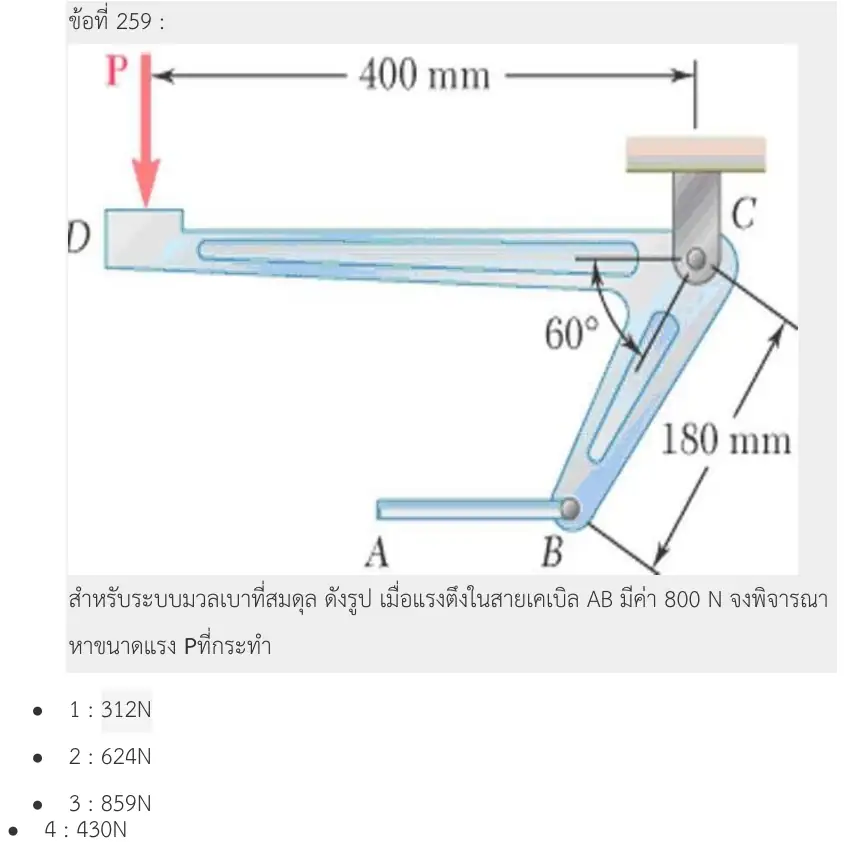 ข้อที่ 259 :
P
400 mm
D
C
60°
180 mm
A
B
สำหรับระบบมวลเบาที่สมดุล ดังรูป เมื่อแรงตึงในสายเคเบิล AB มีค่า 800 N จงพิจารณา
หาขนาดแรง Pที่กระทำ
• 1 : 312N
• 2 : 624N
• 3 : 859N
• 4 : 430N